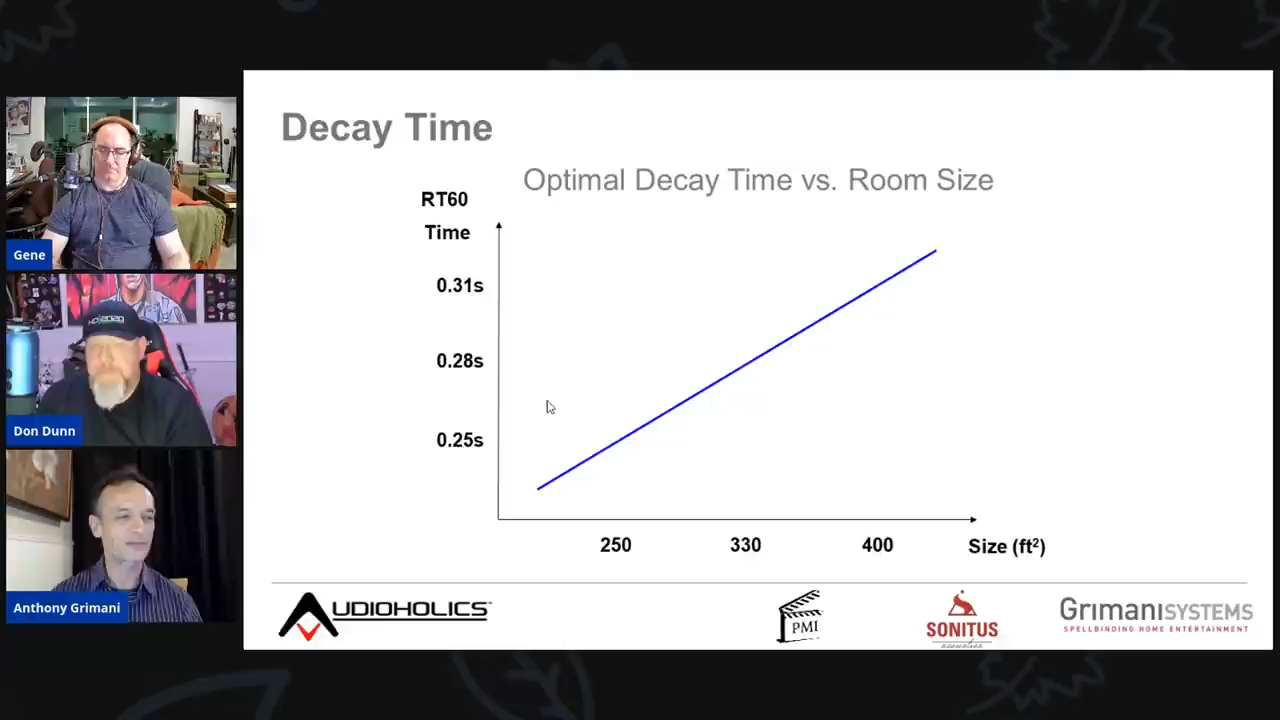 Decay Time
Optimal Decay Time vs. Room Size
RT60
Time
0.31s
0.28s
0.25s
250
330
400
Size (ft²)
Gene
Don Dunn
Anthony Grimani
AUDIOHOLICS
PMI
SONITUS
GRIMANISYSTEMS
SPELLBINDING HOME ENTERTAINMENT